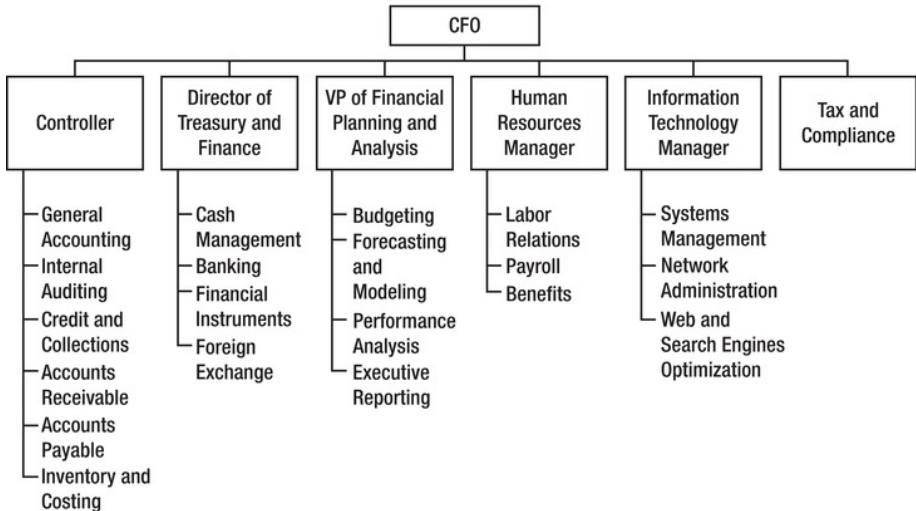 CFO
Controller
Director of
Treasury and
Finance
VP of Financial
Planning and
Analysis
Human
Resources
Manager
Information
Technology
Manager
Tax and
Compliance
General
Accounting
Internal
Auditing
Credit and
Collections
Accounts
Receivable
Accounts
Payable
Inventory and
Costing
Cash
Management
Banking
Financial
Instruments
Foreign
Exchange
Budgeting
Forecasting
and
Modeling
Performance
Analysis
Executive
Reporting
Labor
Relations
Payroll
Benefits
Systems
Management
Network
Administration
Web and
Search Engines
Optimization